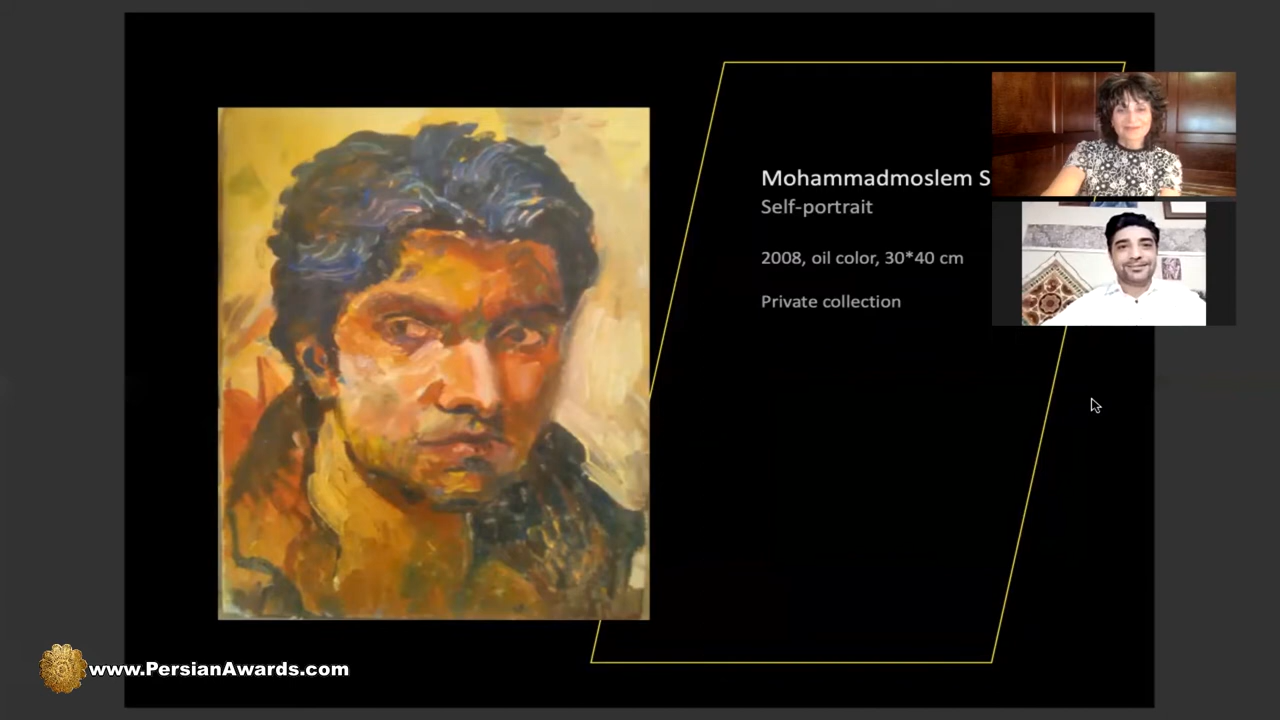 Mohammadmoslem S
Self-portrait
2008, oil color, 30*40 cm
Private collection
www.PersianAwards.com